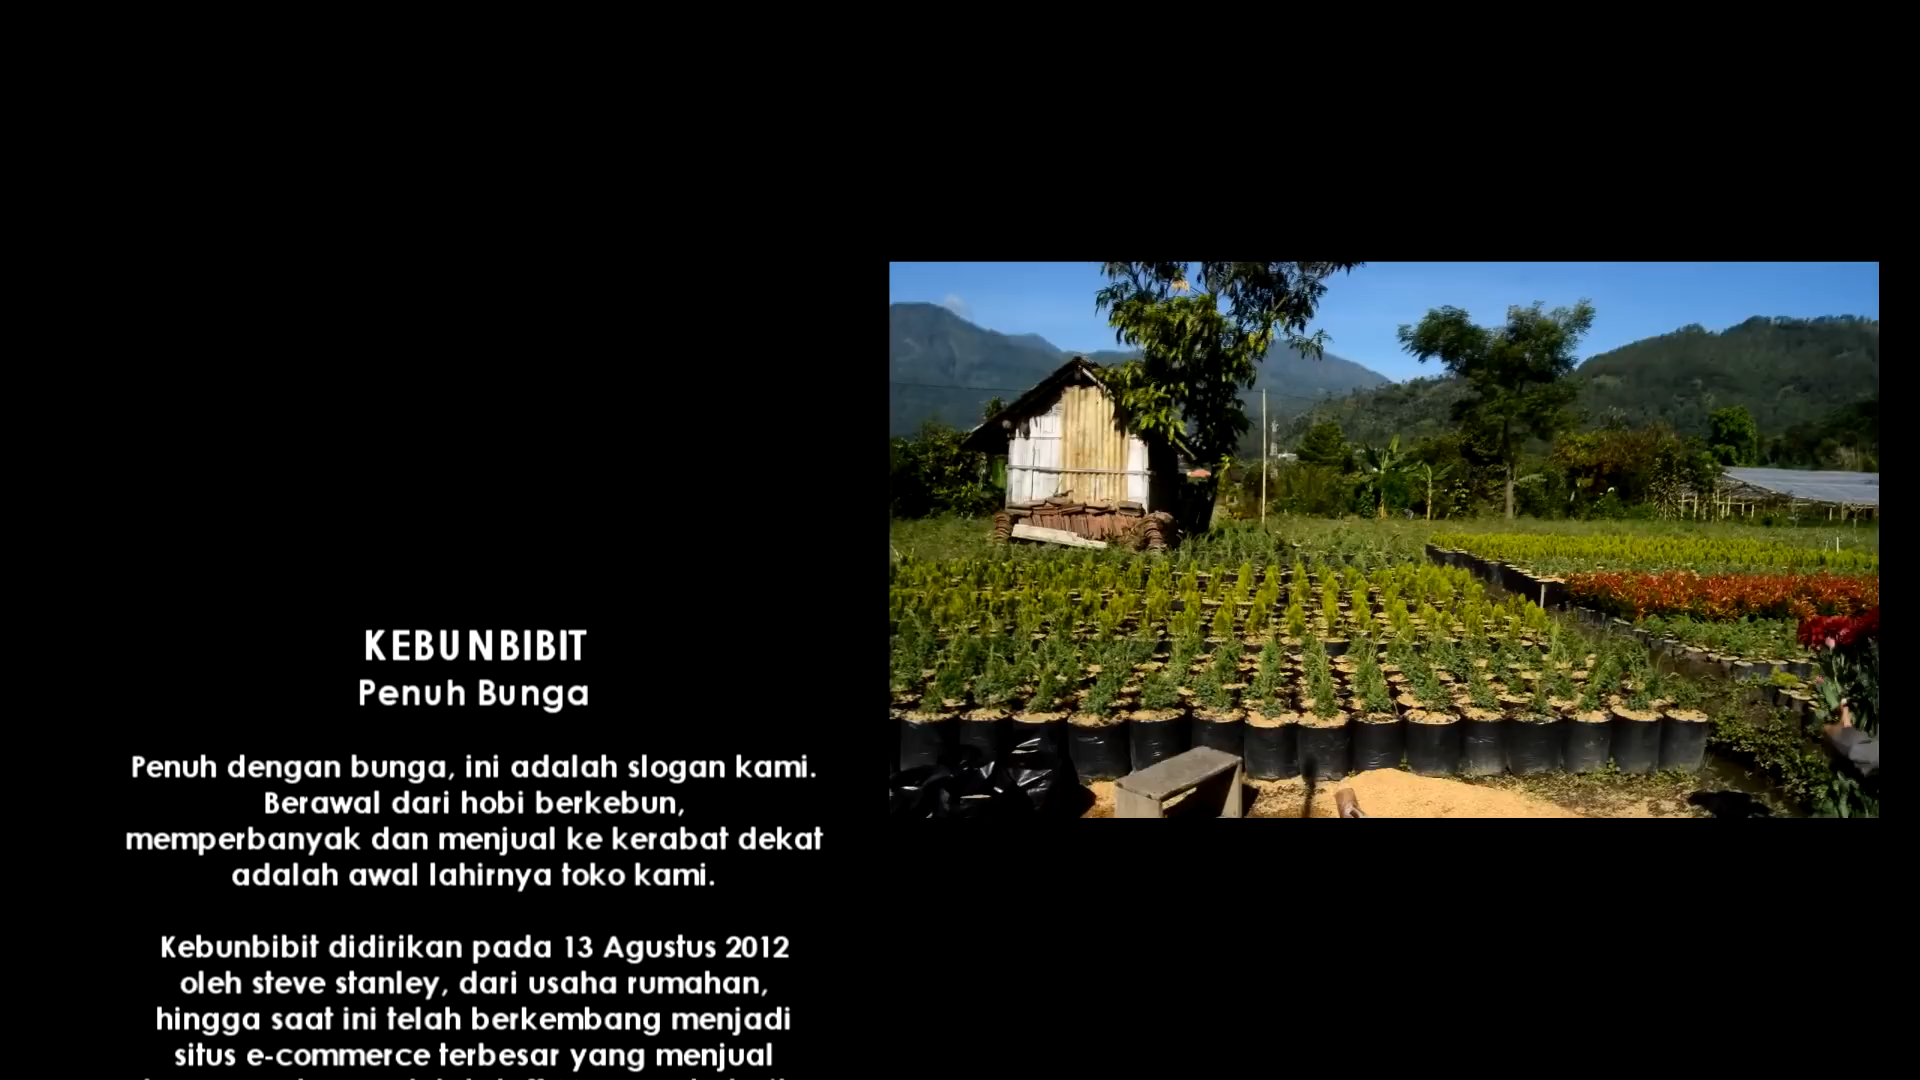 KEBUNBIBIT
Penuh Bunga
Penuh dengan bunga, ini adalah slogan kami.
Berawal dari hobi berkebun,
memperbanyak dan menjual ke kerabat dekat
adalah awal lahirnya toko kami.
Kebunbibit didirikan pada 13 Agustus 2012
oleh steve stanley, dari usaha rumahan,
hingga saat ini telah berkembang menjadi
situs e-commerce terbesar yang menjual